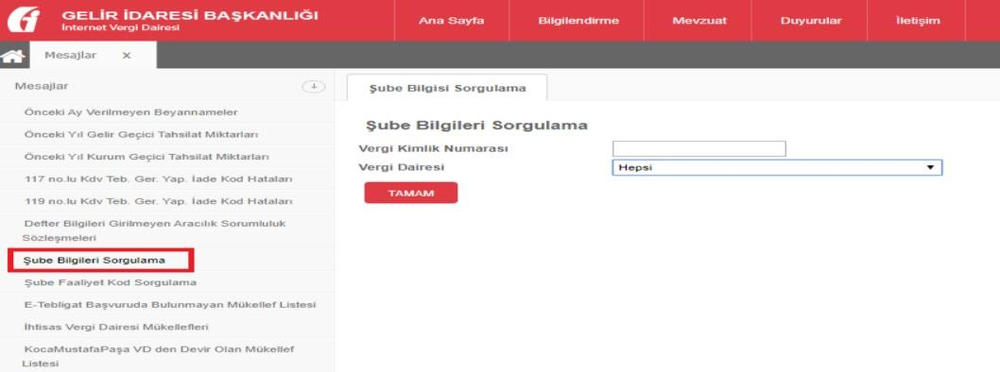 GELİR İDARESİ BAŞKANLIĞI
İnternet Vergi Dairesi
Ana Sayfa
Bilgilendirme
Mevzuat
Duyurular
İletişim
Mesajlar x
Mesajlar
Önceki Ay Verilmeyen Beyannameler
Önceki Yıl Gelir Geçici Tahsilat Miktarları
Önceki Yıl Kurum Geçici Tahsilat Miktarları
117 no.lu Kdv Teb. Ger. Yap. İade Kod Hataları
119 no.lu Kdv Teb. Ger. Yap. İade Kod Hataları
Defter Bilgileri Girilmeyen Aracılık Sorumluluk
Sözleşmeleri
Şube Bilgileri Sorgulama
Şube Faaliyet Kod Sorgulama
E-Tebligat Başvuruda Bulunmayan Mükellef Listesi
İhtisas Vergi Dairesi Mükellefleri
KocaMustafaPaşa VD den Devir Olan Mükellef
Listesi
Şube Bilgisi Sorgulama
Şube Bilgileri Sorgulama
Vergi Kimlik Numarası
Vergi Dairesi
Hepsi
TAMAM